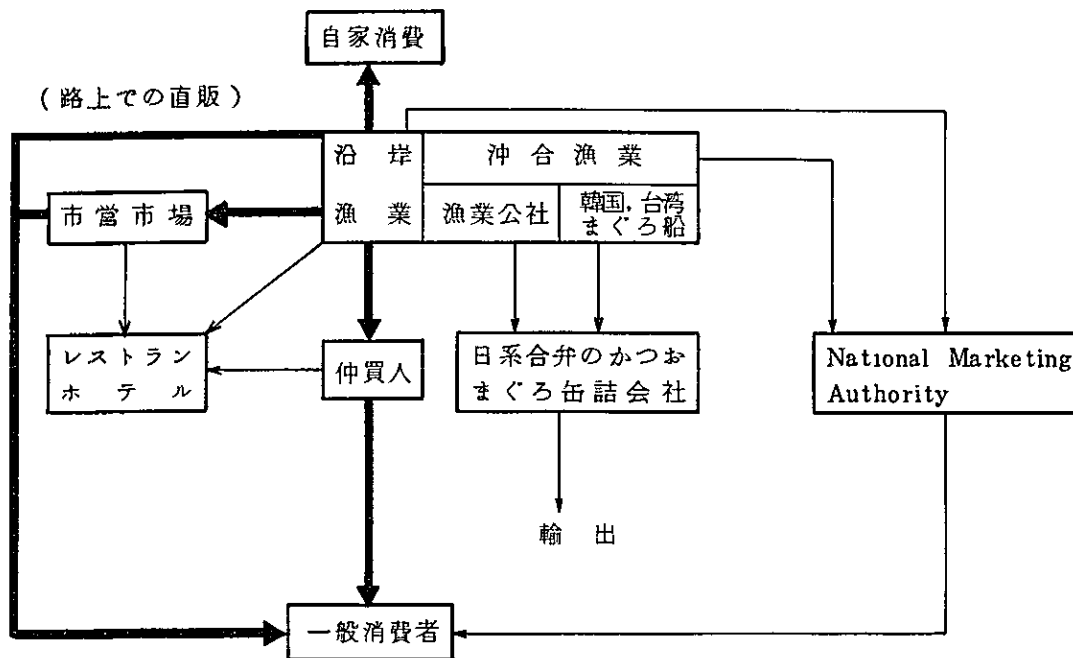 自家消費
(路上での直販)
沿岸
漁業
沖合漁業
漁業公社
韓国,台湾
まぐろ船
市営市場
レストラン
ホテル
仲買人
日系合弁のかつお
まぐろ缶詰会社
National Marketing
Authority
輸出
一般消費者